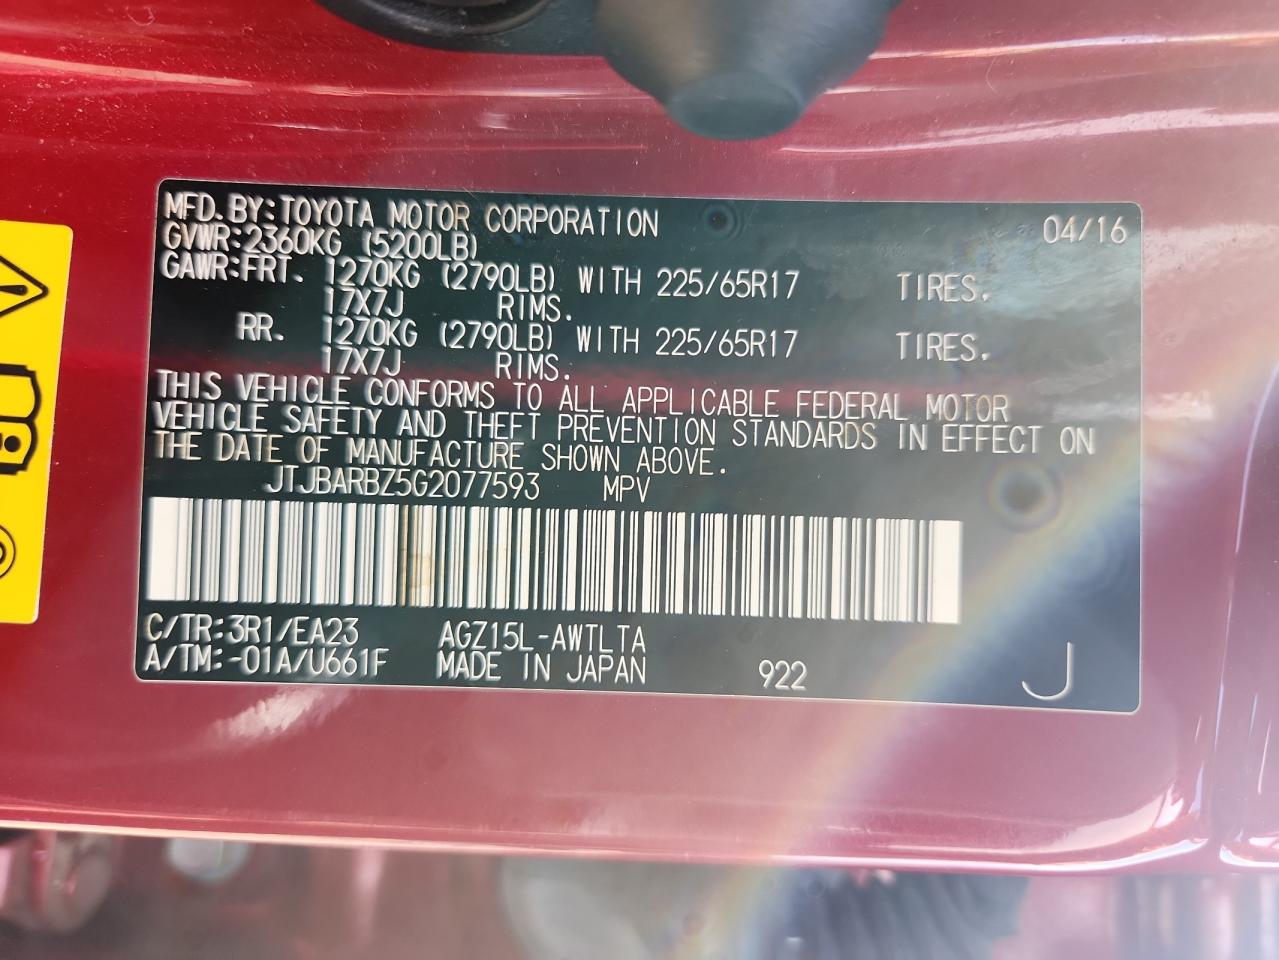 MFD.BY:TOYOTA MOTOR CORPORATION 04/16
GVWR:2360KG (5200LB)
GAWR:FRT. 1270KG (2790LB) WITH 225/65R17 TIRES.
17X7J RIMS.
RR. 1270KG (2790LB) WITH 225/65R17 TIRES.
17X7J RIMS.
THIS VEHICLE CONFORMS TO ALL APPLICABLE FEDERAL MOTOR
VEHICLE SAFETY AND THEFT PREVENTION STANDARDS IN EFFECT ON
THE DATE OF MANUFACTURE SHOWN ABOVE.
JTJBARBZ5G2077593 MPV
C/TR:3R1/EA23 AGZ15L-AWTLTA
A/TM:-01A/U661F MADE IN JAPAN 922 J